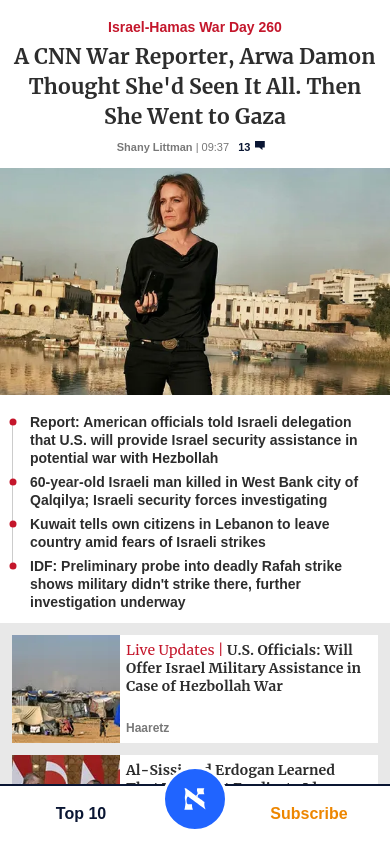 Israel-Hamas War Day 260
A CNN War Reporter, Arwa Damon
Thought She'd Seen It All. Then
She Went to Gaza
Shany Littman | 09:37 13
Report: American officials told Israeli delegation
that U.S. will provide Israel security assistance in
potential war with Hezbollah
60-year-old Israeli man killed in West Bank city of
Qalqilya; Israeli security forces investigating
Kuwait tells own citizens in Lebanon to leave
country amid fears of Israeli strikes
IDF: Preliminary probe into deadly Rafah strike
shows military didn't strike there, further
investigation underway
Live Updates | U.S. Officials: Will
Offer Israel Military Assistance in
Case of Hezbollah War
Haaretz
Erdogan Learned
Top 10
Subscribe